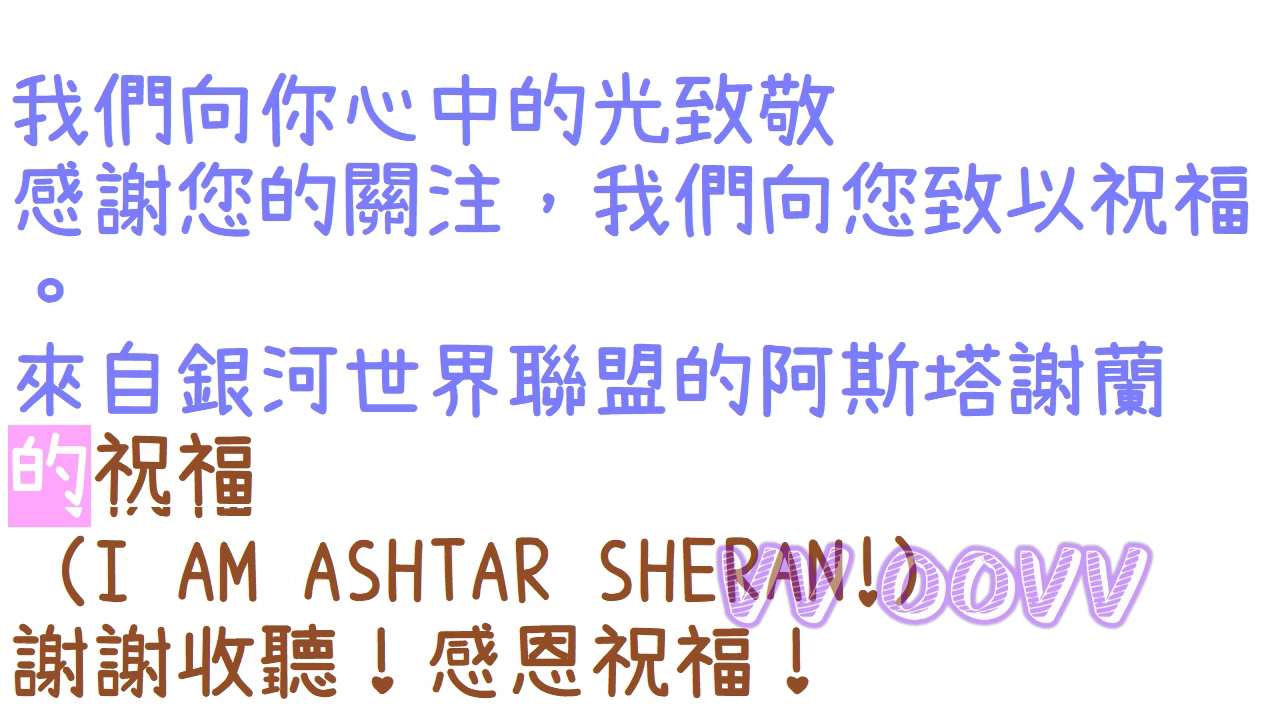 我們向你心中的光致敬
感謝您的關注，我們向您致以祝福
。
來自銀河世界聯盟的阿斯塔謝蘭
的祝福
(I AM ASHTAR SHERAN!)
VV OOVV
謝謝收聽!感恩祝福!